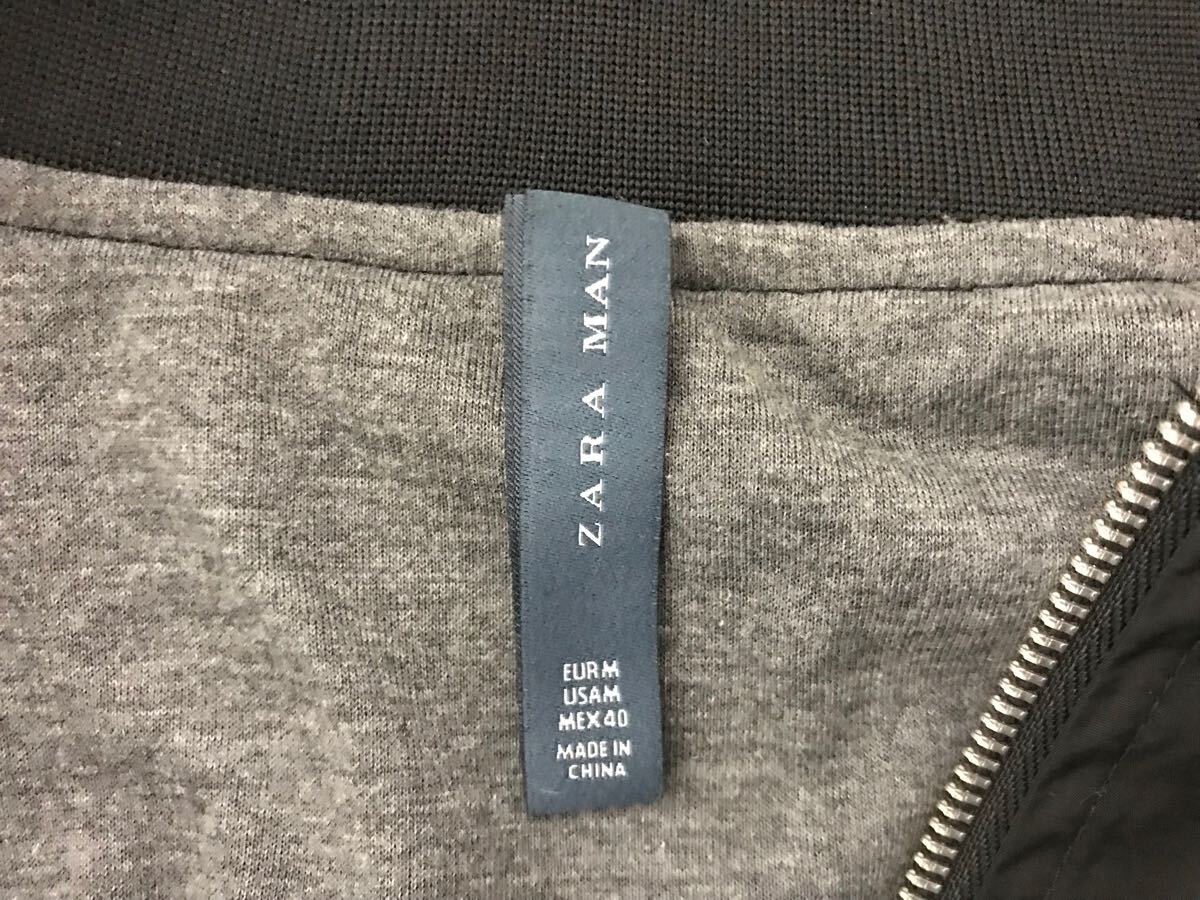 ZARA MAN
EUR M
USA M
MEX 40
MADE IN
CHINA